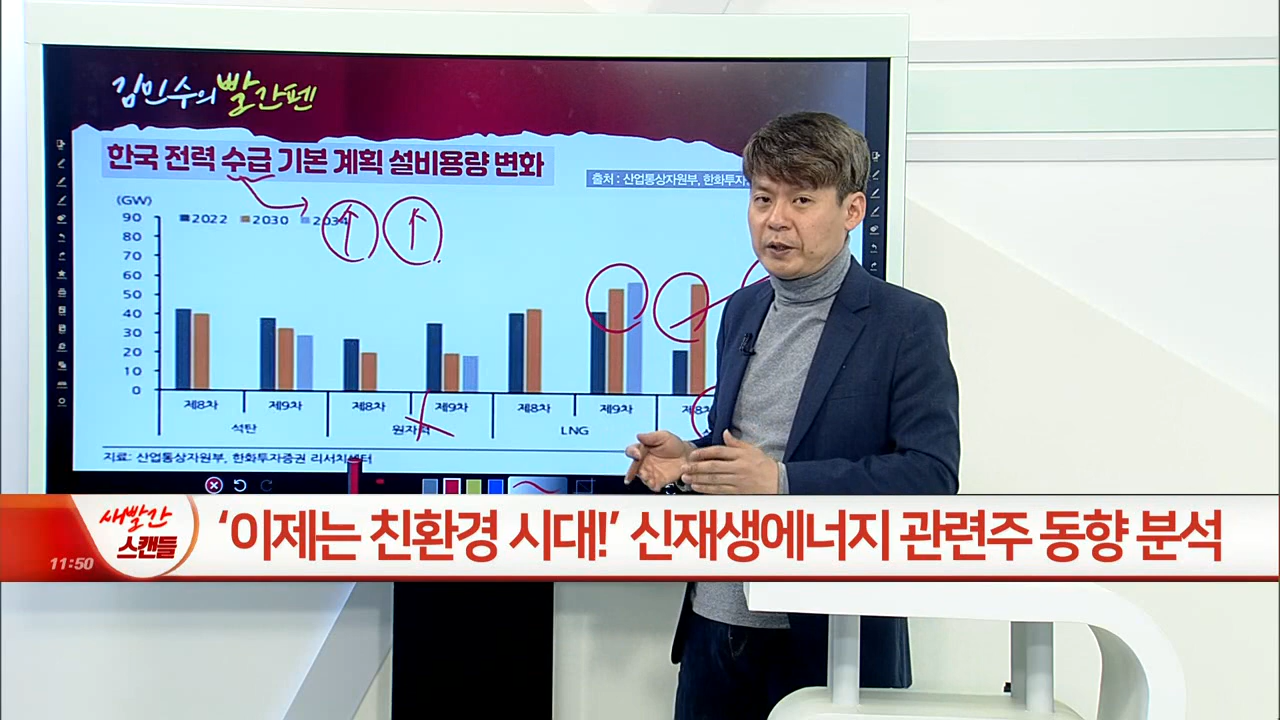 김민수의 빨간펜
한국 전력 수급 기본 계획 설비용량 변화
출처 : 산업통상자원부, 한화투자
(GW)
2022 2030 2034
90
80
70
60
50
40
30
20
10
0
제8차 제9차 제8차 제9차 제8차 제9차 제8차
석탄 원자력 LNG
자료: 산업통상자원부, 한화투자증권 리서치센터
새빨간
스캔들
11:50
‘이제는 친환경 시대!’ 신재생에너지 관련주 동향 분석